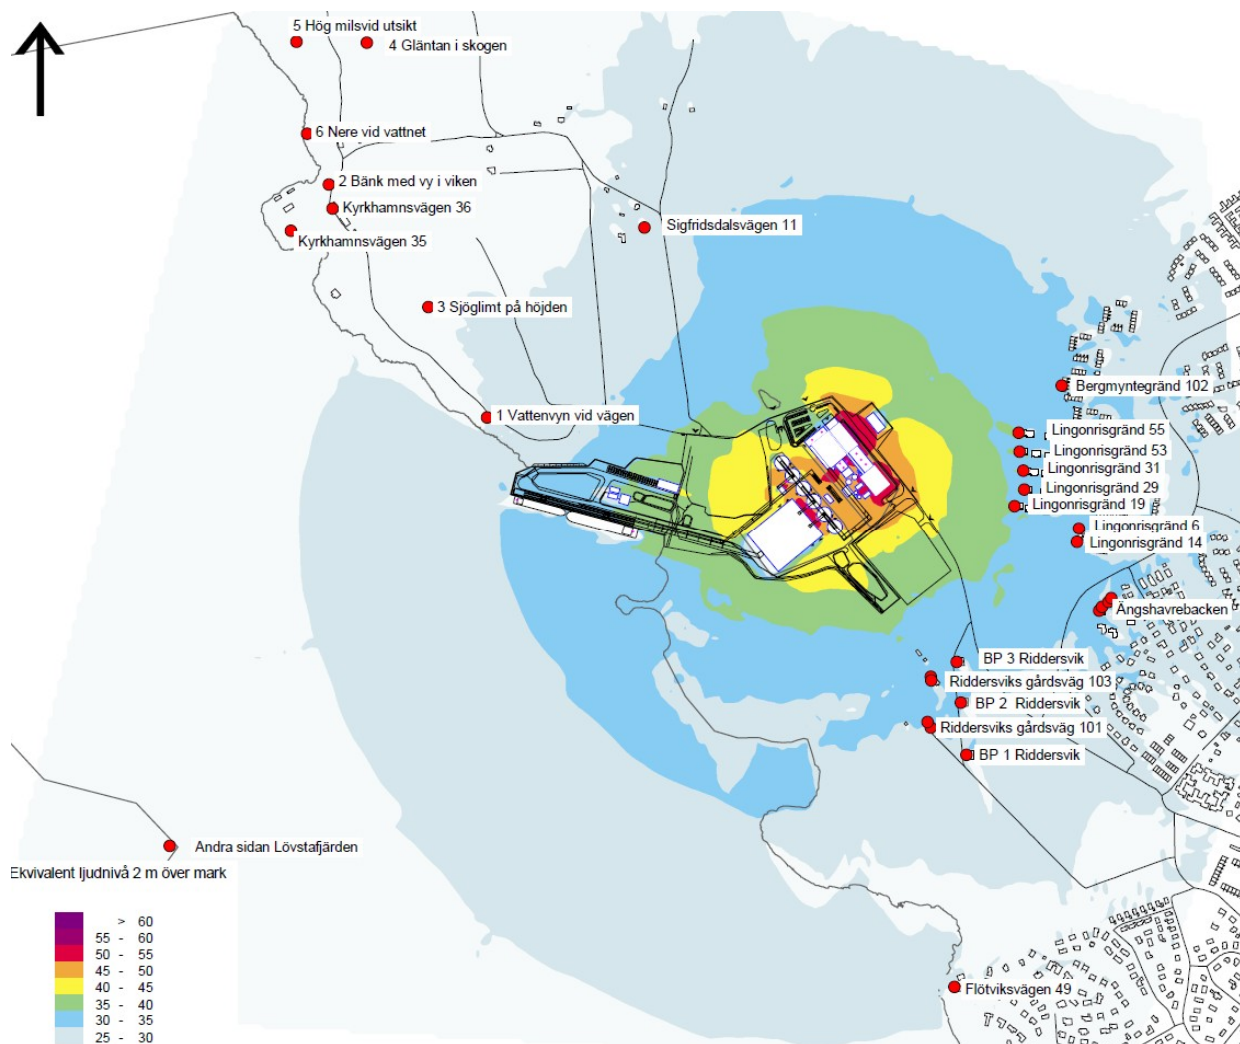 5 Hög milsvid utsikt
4 Gläntan i skogen
6 Nere vid vattnet
2 Bänk med vy i viken
Kyrkhamnsvägen 36
Kyrkhamnsvägen 35
Sigfridsdalsvägen 11
3 Sjöglimt på höjden
1 Vattenvyn vid vägen
Bergmyntegränd 102
Lingonrisgränd 55
Lingonrisgränd 53
Lingonrisgränd 31
Lingonrisgränd 29
Lingonrisgränd 19
Lingonrisgränd 6
Lingonrisgränd 14
Ängshavrebacken
BP 3 Riddersvik
Riddersviks gårdsväg 103
BP 2 Riddersvik
Riddersviks gårdsväg 101
BP 1 Riddersvik
Andra sidan Lövstafjärden
Flötviksvägen 49
Ekvivalent ljudnivå 2 m över mark
> 60
55 - 60
50 - 55
45 - 50
40 - 45
35 - 40
30 - 35
25 - 30